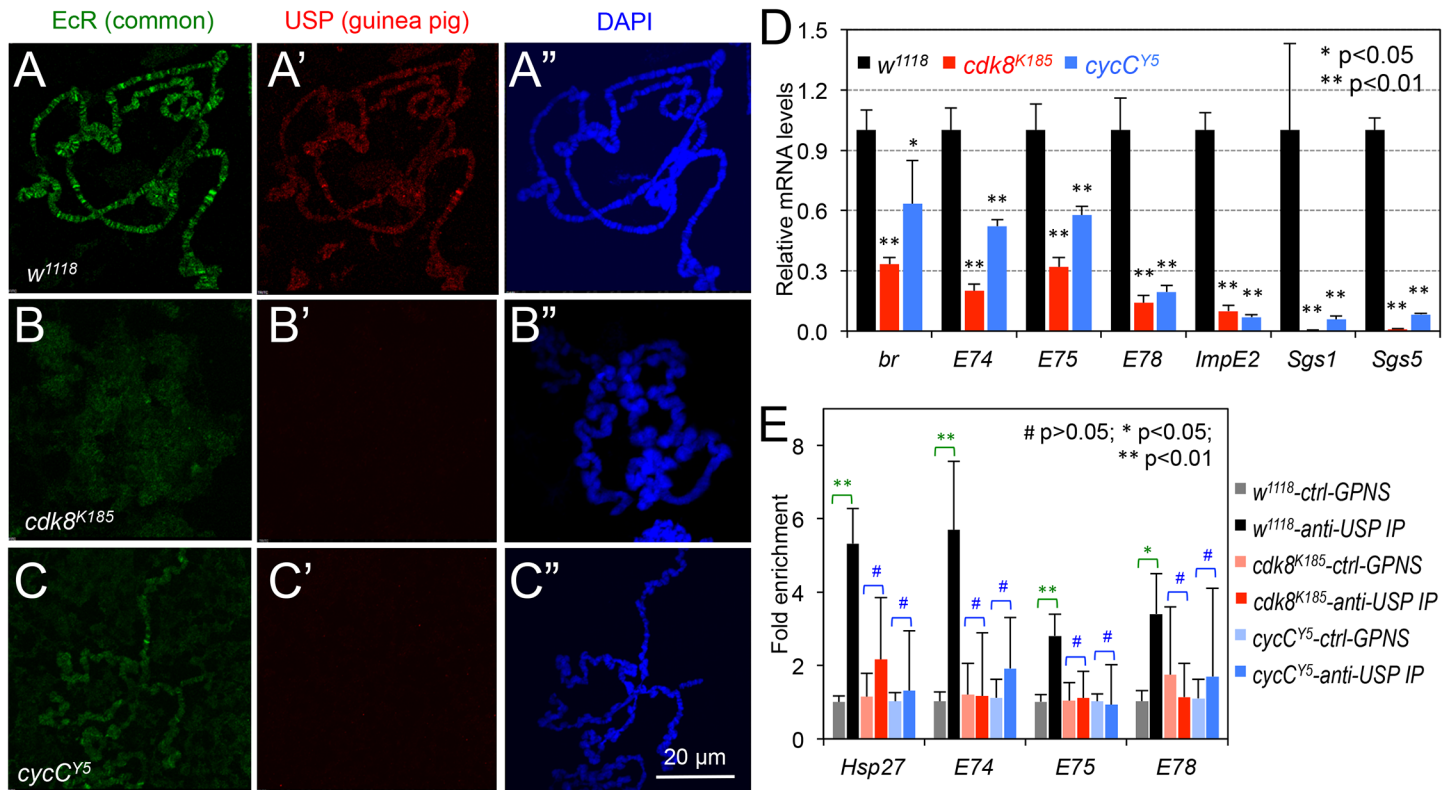 EcR (common) USP (guinea pig) DAPI
A A’ A”
w1118
B B’ B”
cdk8K185
C C’ C”
cycCY5
20 µm
D
1.5
1.2
0.9
0.6
0.3
0.0
Relative mRNA levels
w1118 cdk8K185 cycCY5
* p<0.05
** p<0.01
*
** ** ** ** ** ** ** ** ** ** ** ** **
br E74 E75 E78 ImpE2 Sgs1 Sgs5
E
8
6
4
2
0
Fold enrichment
# p>0.05; * p<0.05;
** p<0.01
** # # ** # # ** # # * # #
Hsp27 E74 E75 E78
w1118-ctrl-GPNS
w1118-anti-USP IP
cdk8K185-ctrl-GPNS
cdk8K185-anti-USP IP
cycCY5-ctrl-GPNS
cycCY5-anti-USP IP